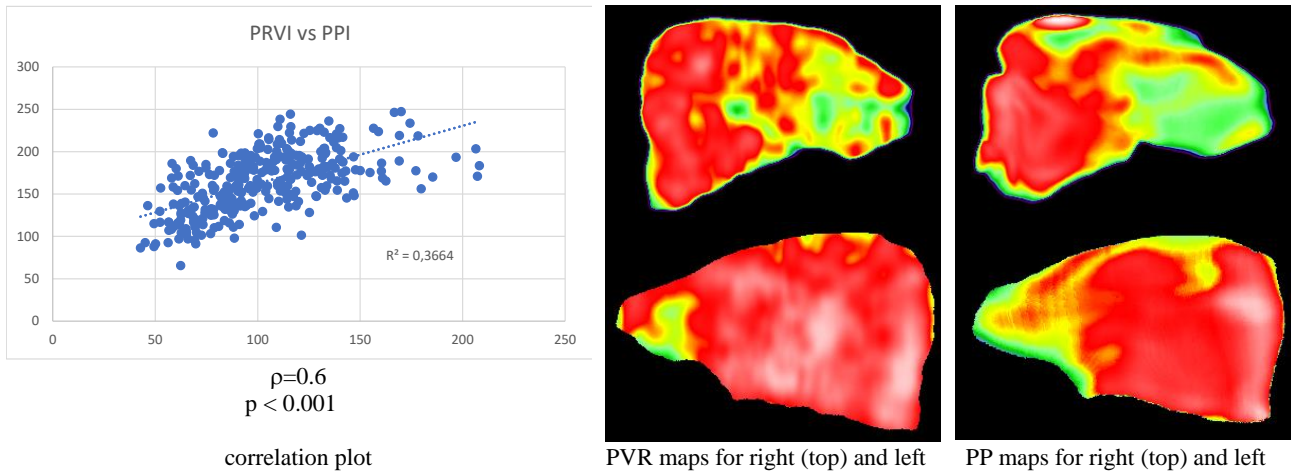 PRVI vs PPI
300
250
200
150
100
50
0
0 50 100 150 200 250
R² = 0,3664
ρ=0.6
p < 0.001
correlation plot
PVR maps for right (top) and left
PP maps for right (top) and left